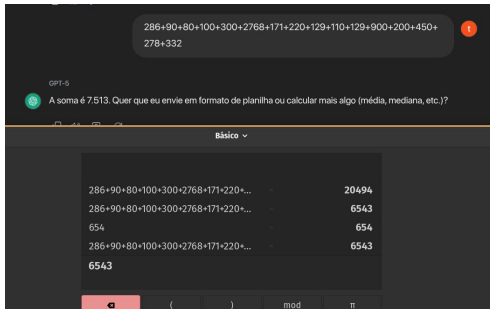 286+90+80+100+300+2768+171+220+129+110+129+900+200+450+
278+332
t
GPT-5
A soma é 7.513. Quer que eu envie em formato de planilha ou calcular mais algo (média, mediana, etc.)?
Básico
286+90+80+100+300+2768+171+220+... 20494
286+90+80+100+300+2768+171+220+... 6543
654 654
286+90+80+100+300+2768+171+220+... 6543
6543
( ) mod π